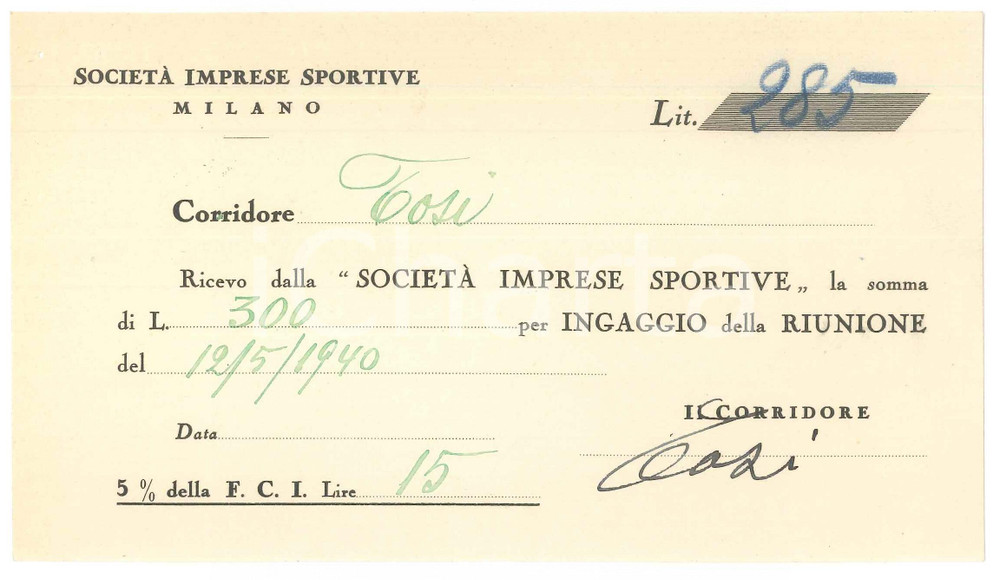 SOCIETÀ IMPRESE SPORTIVE
MILANO
Lit. 285
Corridore Tosi
Ricevo dalla “SOCIETÀ IMPRESE SPORTIVE„ la somma
di L. 300 per INGAGGIO della RIUNIONE
del 12/5/1940
IL CORRIDORE
Data
Tosi
5 % della F. C. I. Lire 15
iCharta